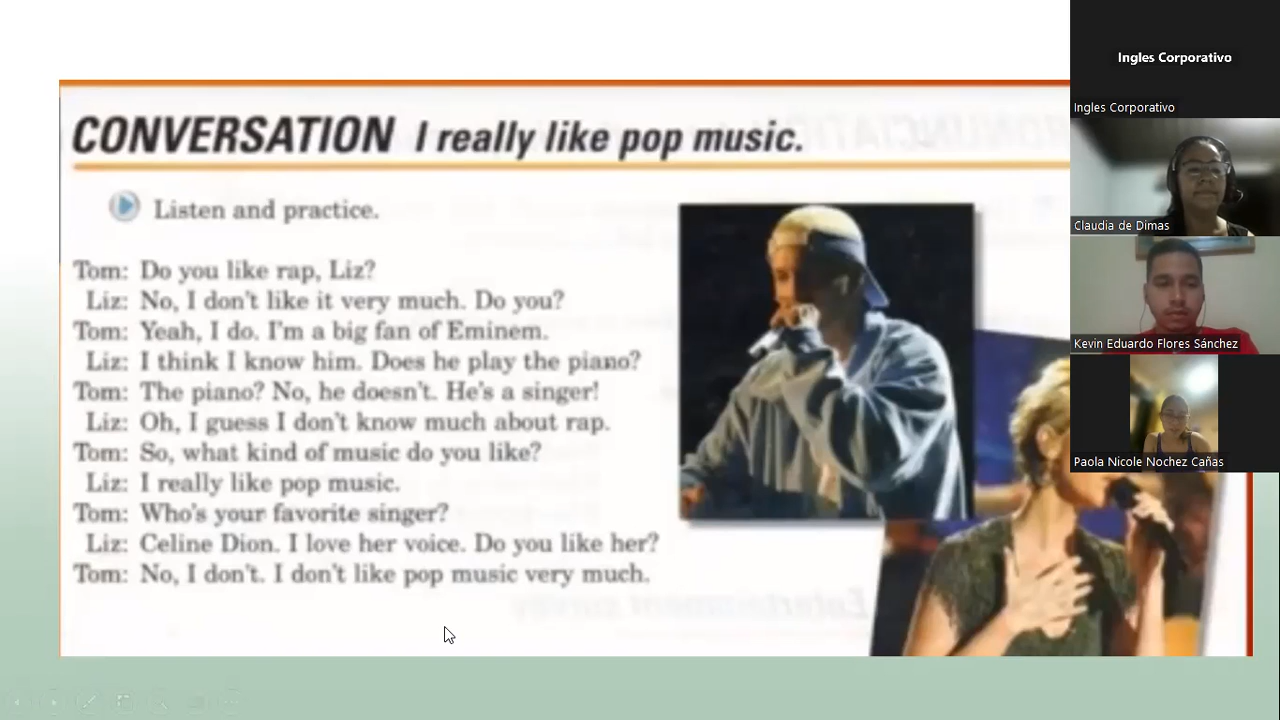 CONVERSATION I really like pop music.
Listen and practice.
Tom: Do you like rap, Liz?
Liz: No, I don't like it very much. Do you?
Tom: Yeah, I do. I'm a big fan of Eminem.
Liz: I think I know him. Does he play the piano?
Tom: The piano? No, he doesn't. He's a singer!
Liz: Oh, I guess I don't know much about rap.
Tom: So, what kind of music do you like?
Liz: I really like pop music.
Tom: Who's your favorite singer?
Liz: Celine Dion. I love her voice. Do you like her?
Tom: No, I don't. I don't like pop music very much.
Ingles Corporativo
Ingles Corporativo
Claudia de Dimas
Kevin Eduardo Flores Sánchez
Paola Nicole Nochez Cañas